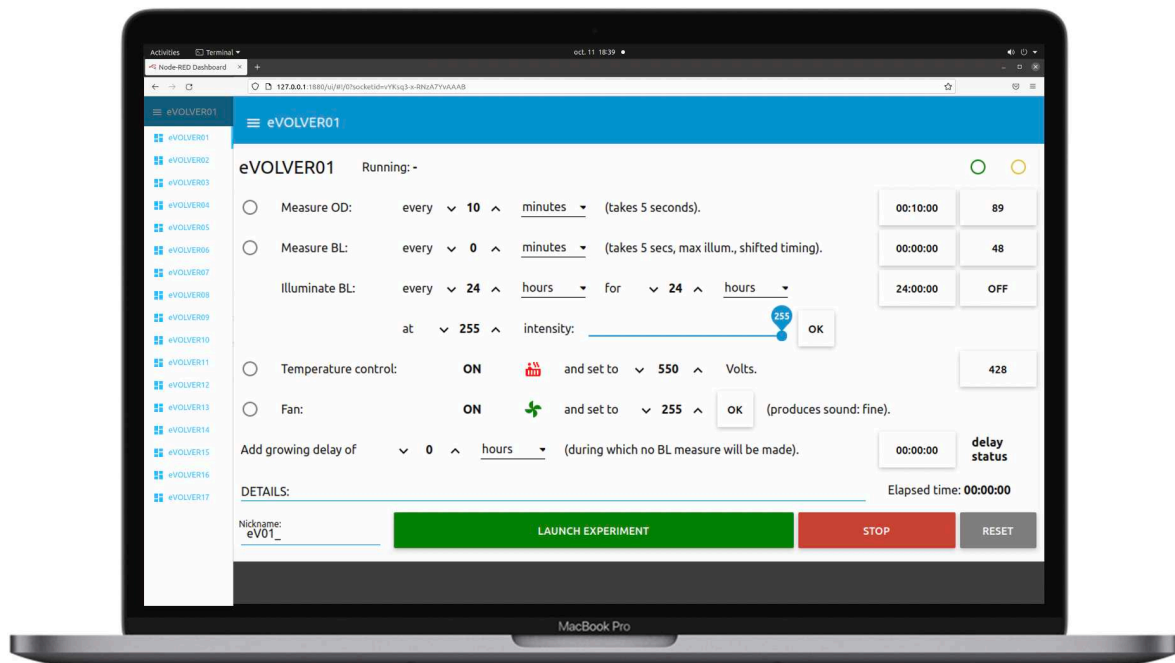 Activities Terminal oct. 11 18:39
Node-RED Dashboard × +
127.0.0.1:1880/ui/#!/0?socketid=vYKsq3-x-RNzA7YvAAAB
eVOLVER01
eVOLVER01
eVOLVER01
eVOLVER02
eVOLVER03
eVOLVER04
eVOLVER05
eVOLVER06
eVOLVER07
eVOLVER08
eVOLVER09
eVOLVER10
eVOLVER11
eVOLVER12
eVOLVER13
eVOLVER14
eVOLVER15
eVOLVER16
eVOLVER17
eVOLVER01 Running: -
Measure OD: every 10 minutes (takes 5 seconds). 00:10:00 89
Measure BL: every 0 minutes (takes 5 secs, max illum., shifted timing). 00:00:00 48
Illuminate BL: every 24 hours for 24 hours 24:00:00 OFF
255
at 255 intensity: OK
Temperature control: ON and set to 550 Volts. 428
Fan: ON and set to 255 OK (produces sound: fine).
Add growing delay of 0 hours (during which no BL measure will be made). 00:00:00 delay status
DETAILS: Elapsed time: 00:00:00
Nickname:
eV01_
LAUNCH EXPERIMENT STOP RESET
MacBook Pro